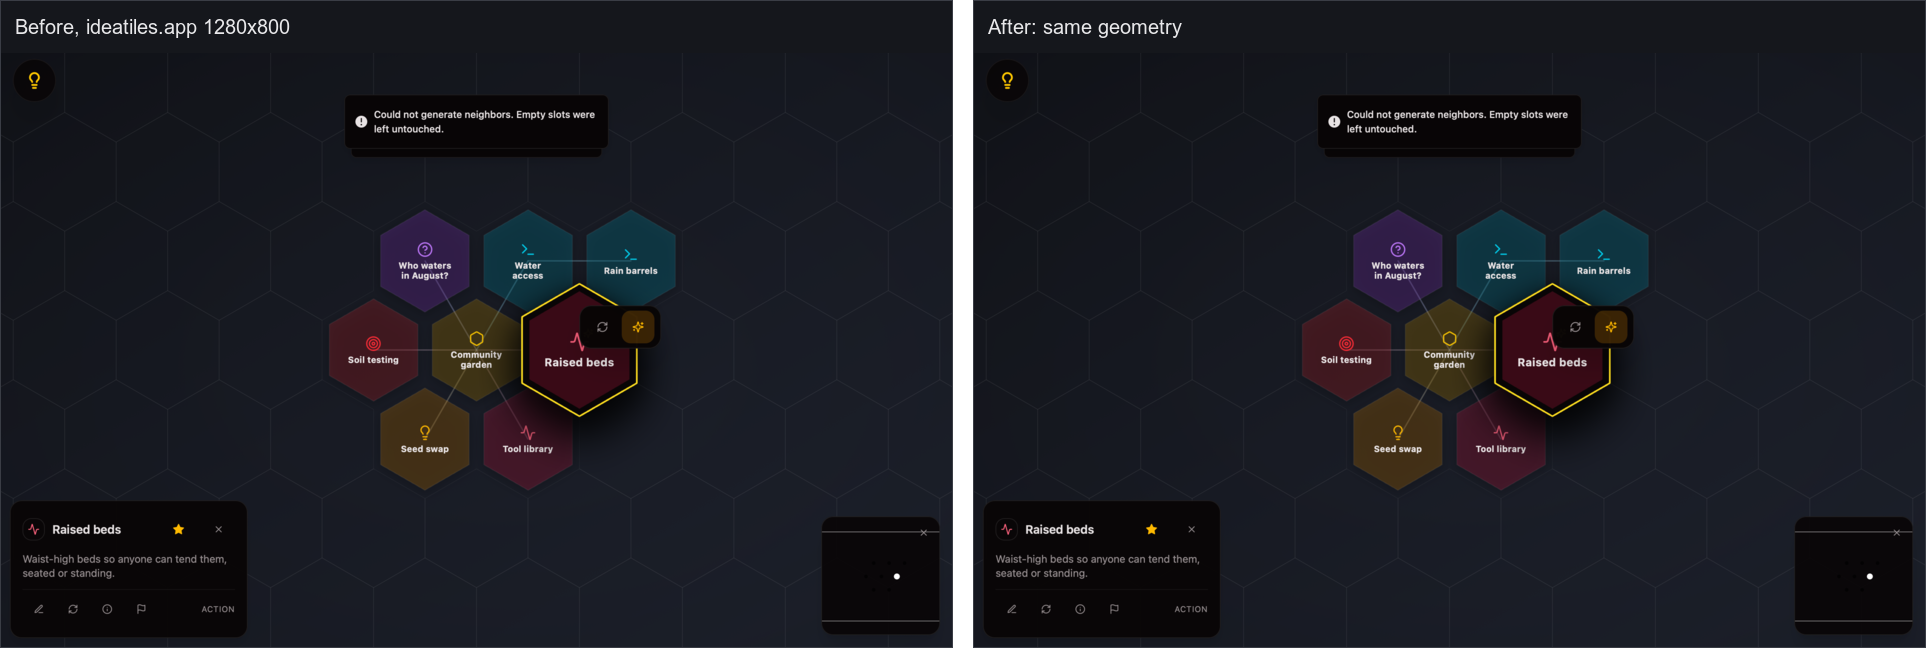 Before, ideatiles.app 1280x800
Could not generate neighbors. Empty slots were
left untouched.
Who waters
in August?
Water
access
Rain barrels
Soil testing
Community
garden
Raised beds
Seed swap
Tool library
Raised beds
Waist-high beds so anyone can tend them,
seated or standing.
ACTION
After: same geometry
Could not generate neighbors. Empty slots were
left untouched.
Who waters
in August?
Water
access
Rain barrels
Soil testing
Community
garden
Raised beds
Seed swap
Tool library
Raised beds
Waist-high beds so anyone can tend them,
seated or standing.
ACTION